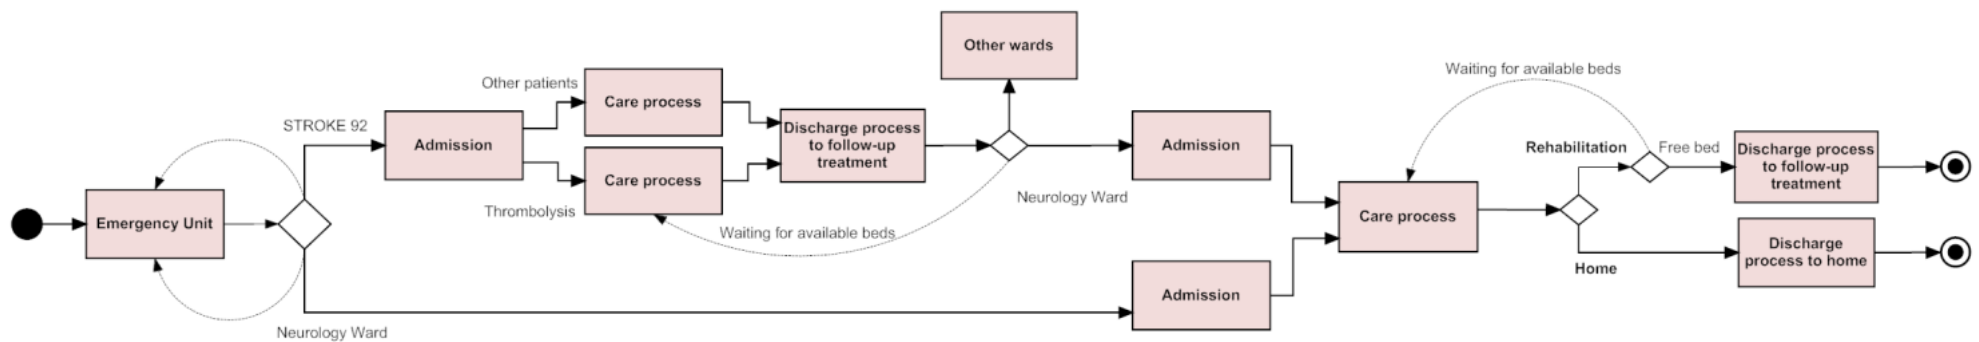 Other wards
Waiting for available beds
Other patients
Care process
STROKE 92
Admission
Discharge process
to follow-up
treatment
Admission
Rehabilitation
Free bed
Discharge process
to follow-up
treatment
Care process
Thrombolysis
Neurology Ward
Emergency Unit
Waiting for available beds
Care process
Discharge
process to home
Home
Admission
Neurology Ward